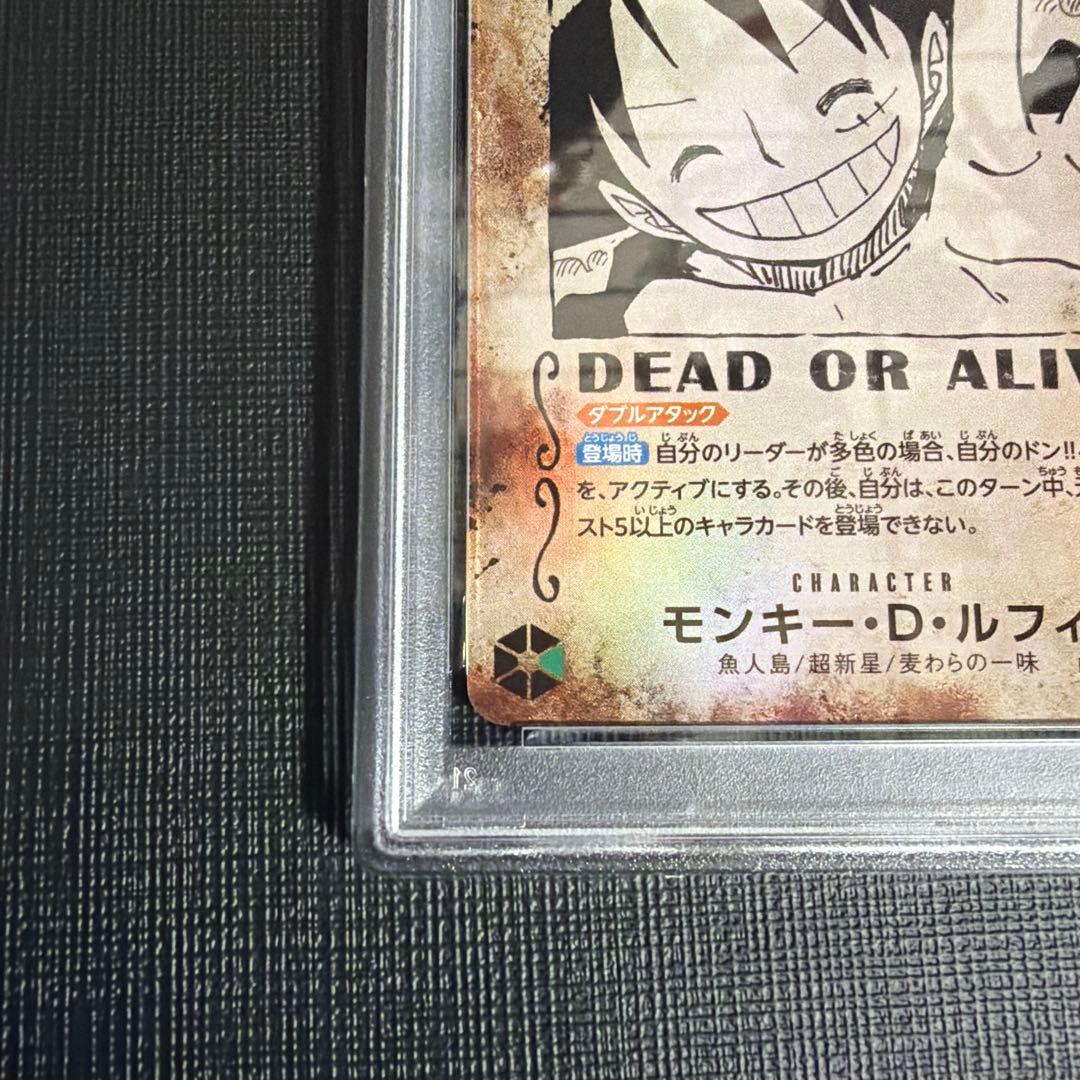 DEAD OR ALIV
ダブルアタック
登場時 自分のリーダーが多色の場合、自分のドン!!
を、アクティブにする。その後、自分は、このターン中、
スト5以上のキャラカードを登場できない。
CHARACTER
モンキー・D・ルフィ
魚人島/超新星/麦わらの一味
21